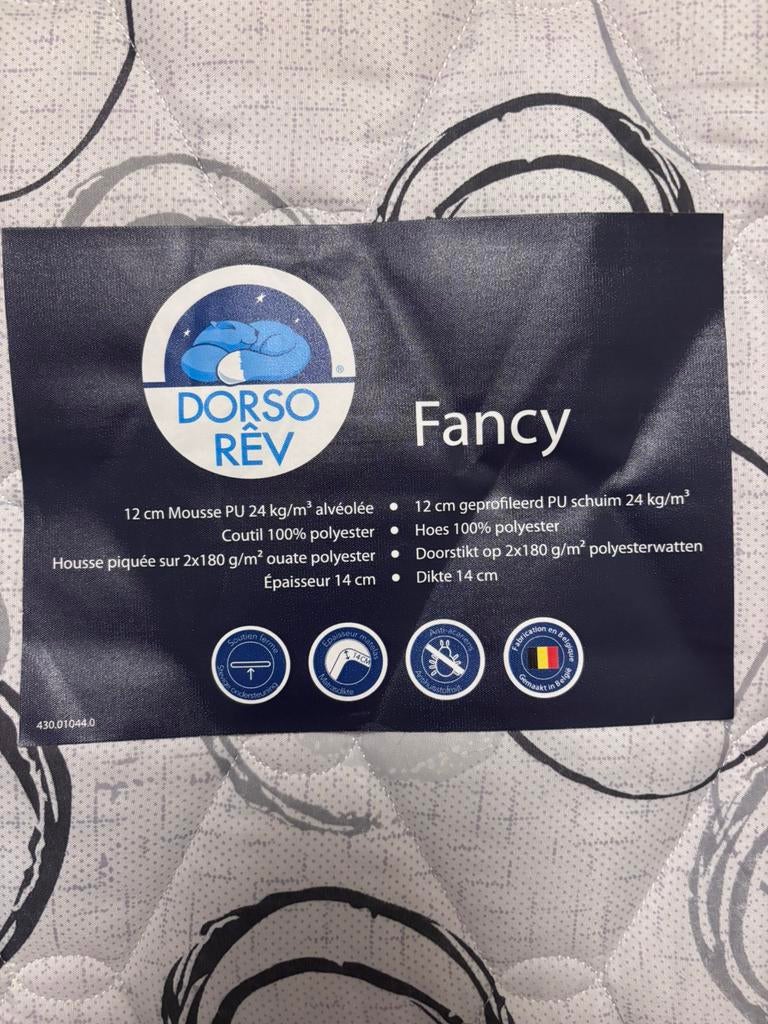 ®
DORSO
RÊV
Fancy
12 cm Mousse PU 24 kg/m³ alvéolée • 12 cm geprofileerd PU schuim 24 kg/m³
Coutil 100% polyester • Hoes 100% polyester
Housse piquée sur 2x180 g/m² ouate polyester • Doorstikt op 2x180 g/m² polyesterwatten
Épaisseur 14 cm • Dikte 14 cm
Soutien ferme
Stevige ondersteuning
Épaisseur matelas
14CM
Matrasdikte
Anti-acariens
Antihuisstofmijt
Fabrication en Belgique
Gemaakt in België
430.01044.0